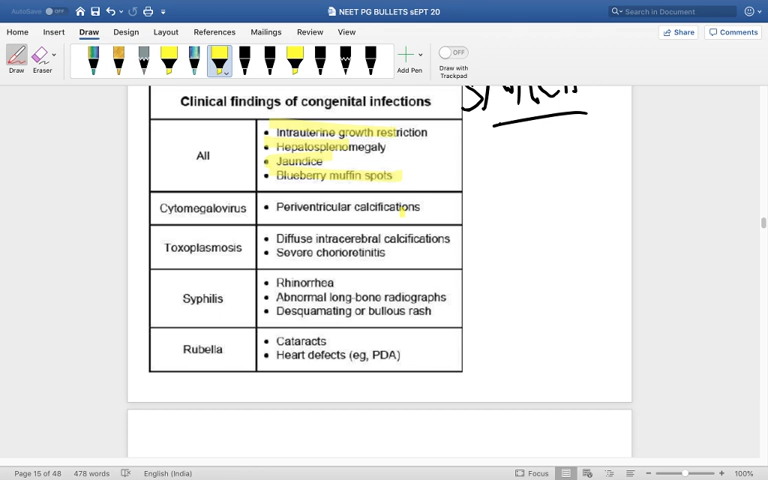 AutoSave OFF
NEET PG BULLETS sEPT 20
Search in Document
Home Insert Draw Design Layout References Mailings Review View Share Comments
Draw Eraser Add Pen Draw with Trackpad OFF
Clinical findings of congenital infections
All
• Intrauterine growth restriction
• Hepatosplenomegaly
• Jaundice
• Blueberry muffin spots
Cytomegalovirus
• Periventricular calcifications
Toxoplasmosis
• Diffuse intracerebral calcifications
• Severe chorioretinitis
Syphilis
• Rhinorrhea
• Abnormal long-bone radiographs
• Desquamating or bullous rash
Rubella
• Cataracts
• Heart defects (eg, PDA)
Page 15 of 48 478 words English (India) Focus 100%